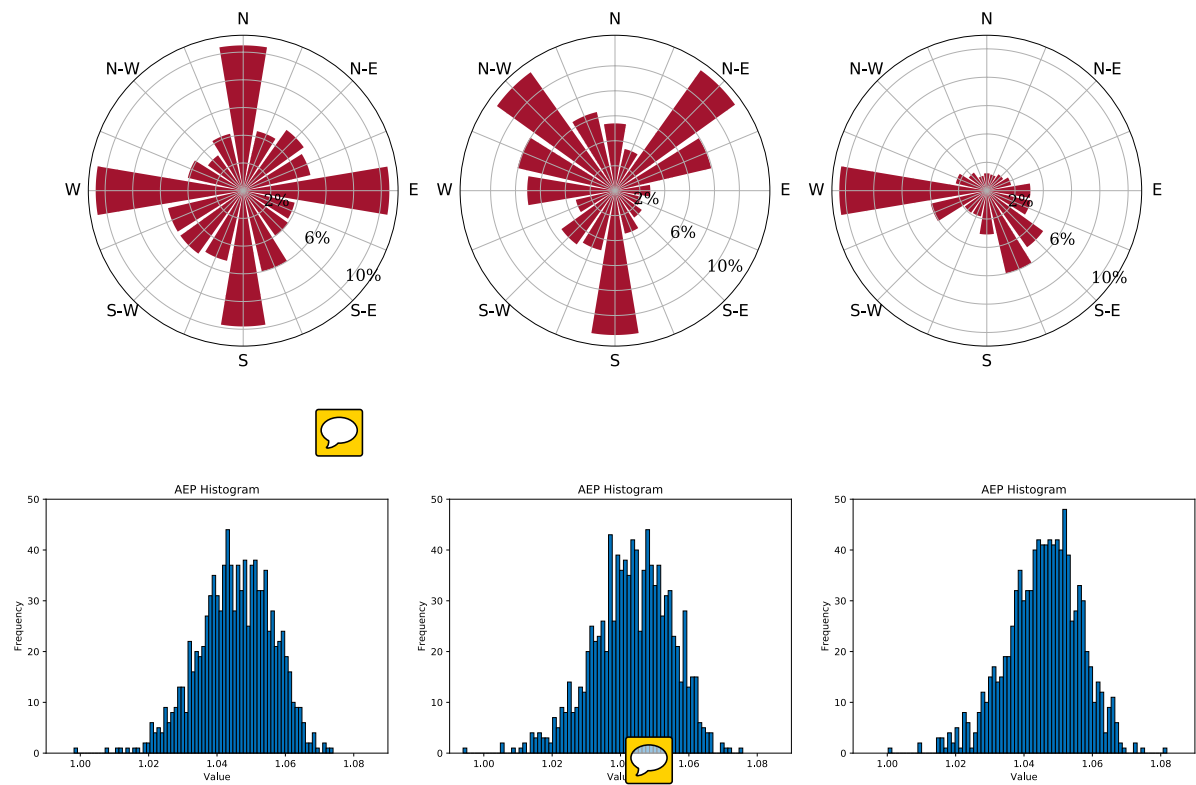 N N N
N-W N-E N-W N-E N-W N-E
W E W E W E
2% 2% 2%
6% 6% 6%
10% 10% 10%
S-W S-E S-W S-E S-W S-E
S S S
AEP Histogram AEP Histogram AEP Histogram
50 50 50
40 40 40
30 30 30
Frequency Frequency Frequency
20 20 20
10 10 10
0 0 0
1.00 1.02 1.04 1.06 1.08 1.00 1.02 1.06 1.08 1.00 1.02 1.04 1.06 1.08
Value Value